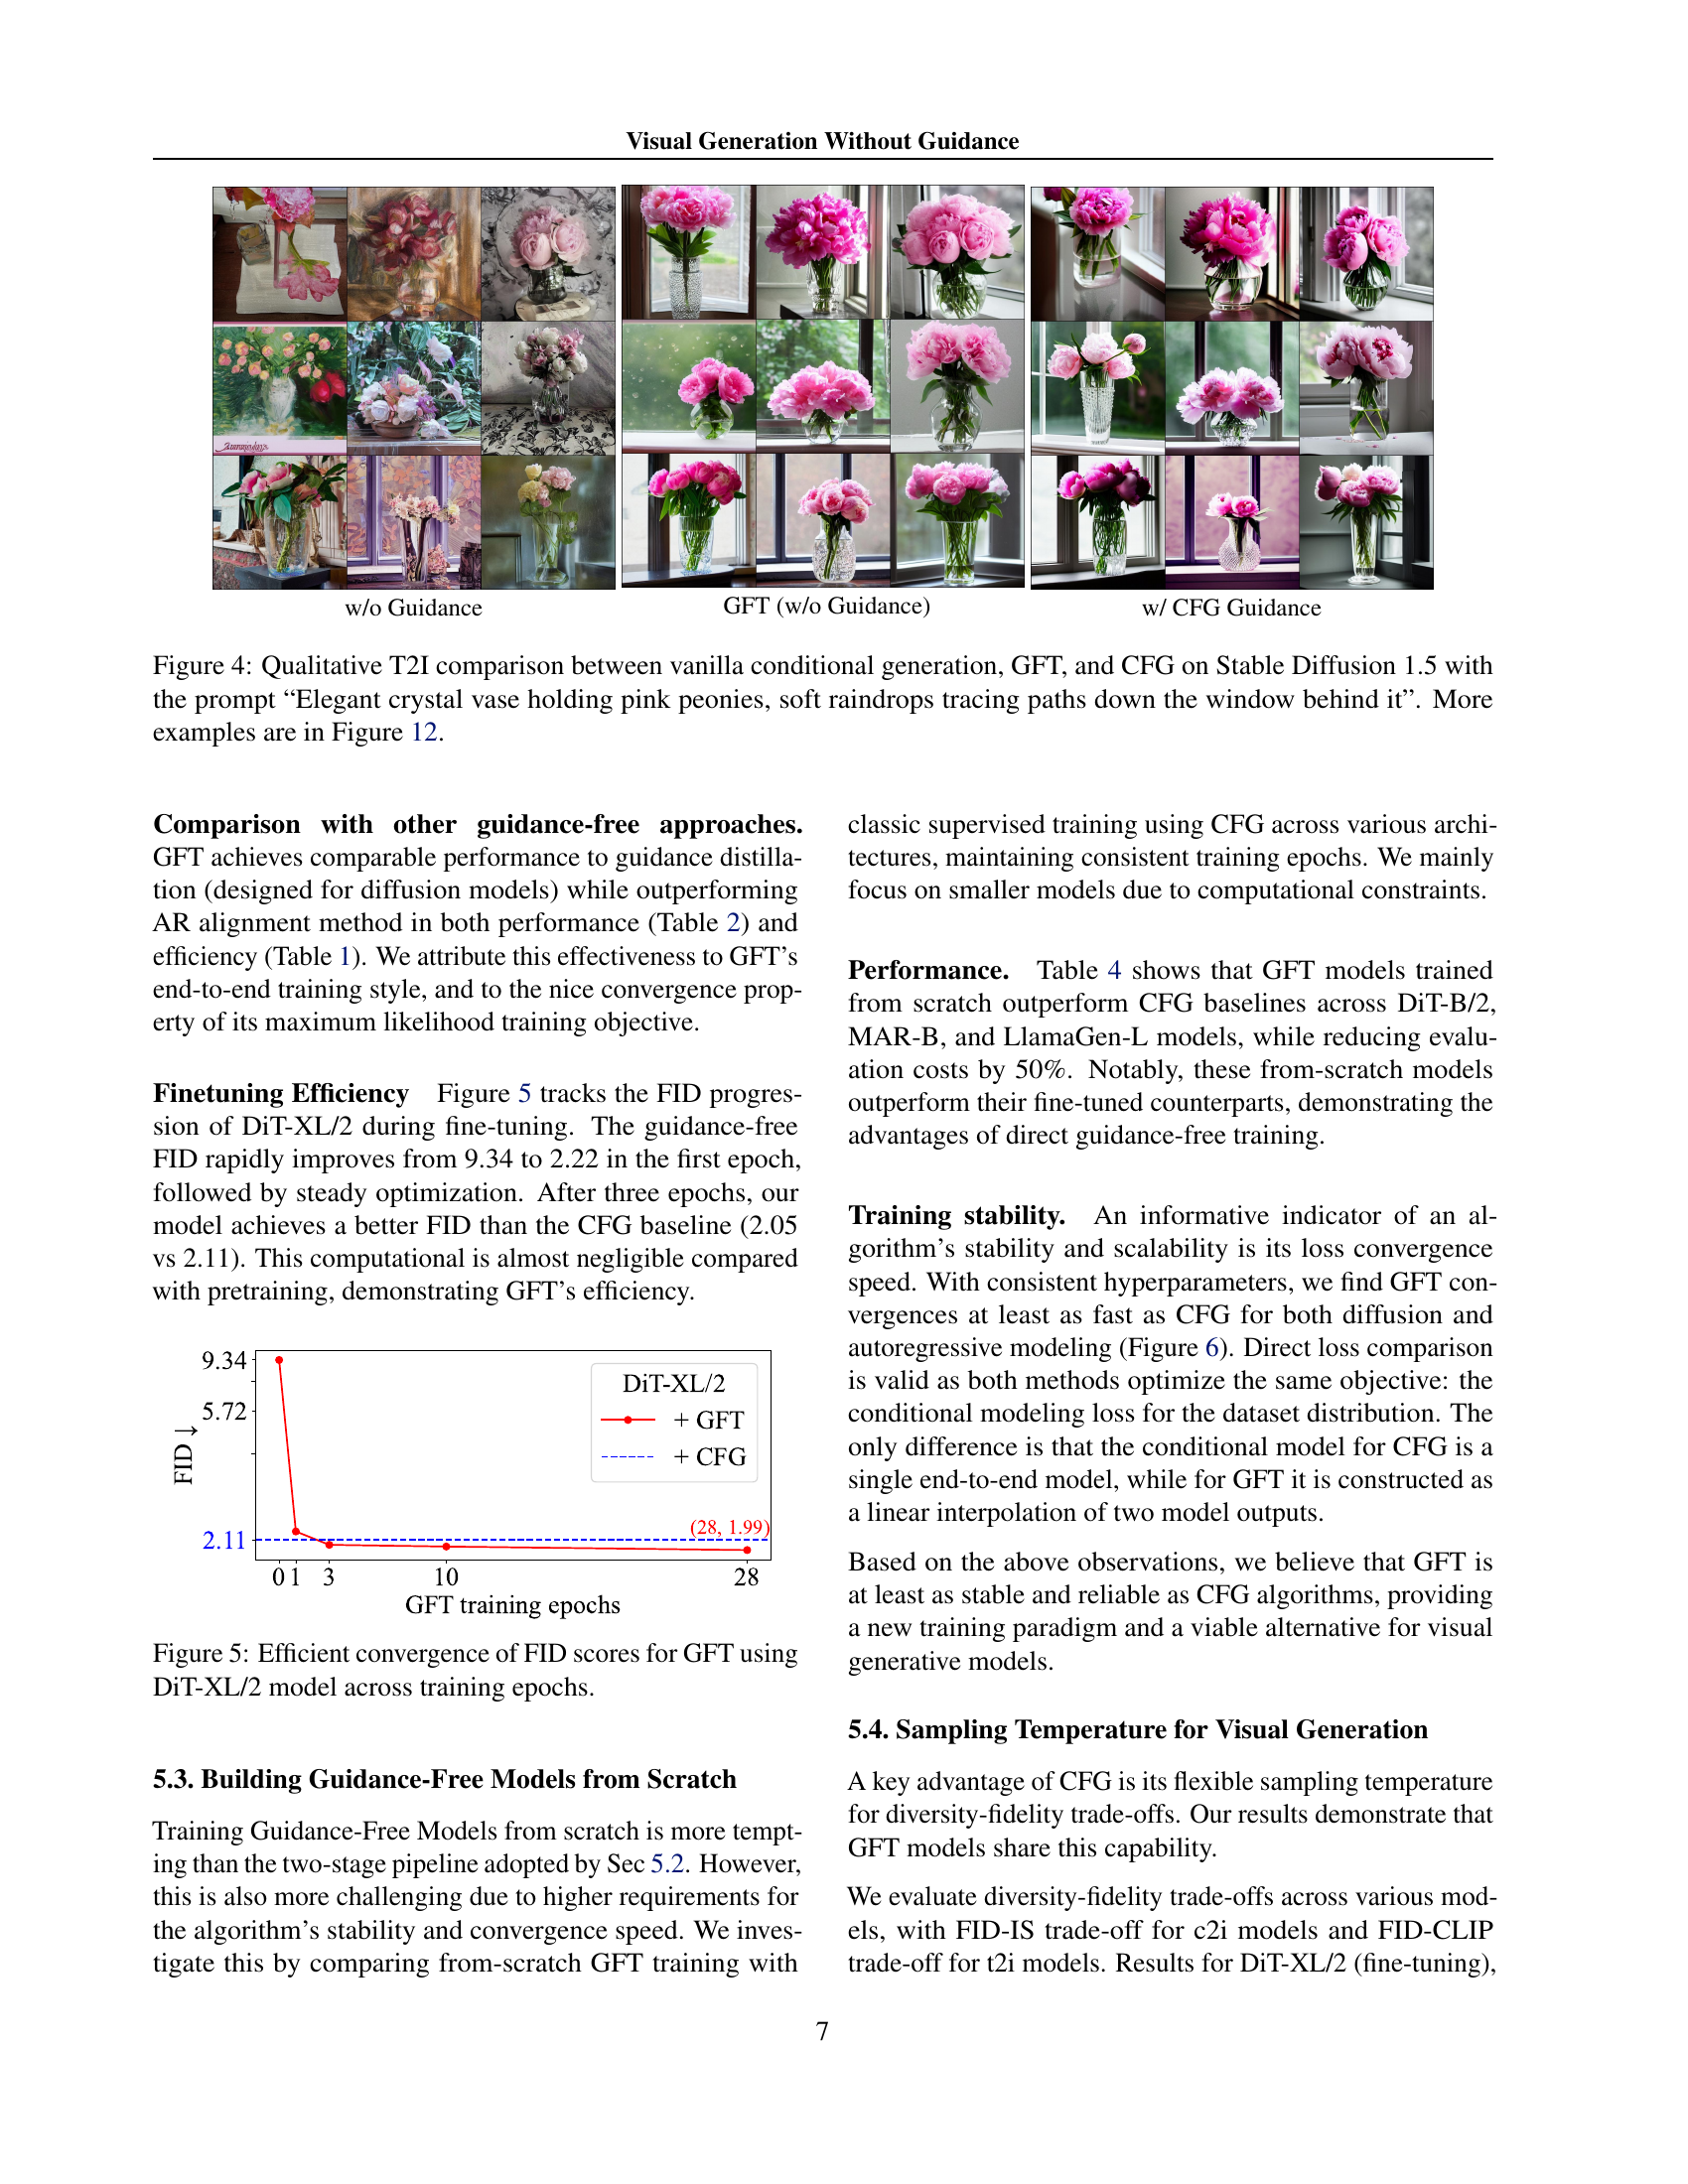 Visual Generation Without Guidance
w/o Guidance
GFT (w/o Guidance)
w/ CFG Guidance
Figure 4: Qualitative T2I comparison between vanilla conditional generation, GFT, and CFG on Stable Diffusion 1.5 with
the prompt “Elegant crystal vase holding pink peonies, soft raindrops tracing paths down the window behind it”. More
examples are in Figure 12.
Comparison with other guidance-free approaches.
GFT achieves comparable performance to guidance distilla-
tion (designed for diffusion models) while outperforming
AR alignment method in both performance (Table 2) and
efficiency (Table 1). We attribute this effectiveness to GFT’s
end-to-end training style, and to the nice convergence prop-
erty of its maximum likelihood training objective.
Finetuning Efficiency Figure 5 tracks the FID progres-
sion of DiT-XL/2 during fine-tuning. The guidance-free
FID rapidly improves from 9.34 to 2.22 in the first epoch,
followed by steady optimization. After three epochs, our
model achieves a better FID than the CFG baseline (2.05
vs 2.11). This computational is almost negligible compared
with pretraining, demonstrating GFT’s efficiency.
9.34
5.72
2.11
FID ↓
DiT-XL/2
+ GFT
+ CFG
(28, 1.99)
0 1 3 10 28
GFT training epochs
Figure 5: Efficient convergence of FID scores for GFT using
DiT-XL/2 model across training epochs.
5.3. Building Guidance-Free Models from Scratch
Training Guidance-Free Models from scratch is more tempt-
ing than the two-stage pipeline adopted by Sec 5.2. However,
this is also more challenging due to higher requirements for
the algorithm’s stability and convergence speed. We inves-
tigate this by comparing from-scratch GFT training with
classic supervised training using CFG across various archi-
tectures, maintaining consistent training epochs. We mainly
focus on smaller models due to computational constraints.
Performance. Table 4 shows that GFT models trained
from scratch outperform CFG baselines across DiT-B/2,
MAR-B, and LlamaGen-L models, while reducing evalu-
ation costs by 50%. Notably, these from-scratch models
outperform their fine-tuned counterparts, demonstrating the
advantages of direct guidance-free training.
Training stability. An informative indicator of an al-
gorithm’s stability and scalability is its loss convergence
speed. With consistent hyperparameters, we find GFT con-
vergences at least as fast as CFG for both diffusion and
autoregressive modeling (Figure 6). Direct loss comparison
is valid as both methods optimize the same objective: the
conditional modeling loss for the dataset distribution. The
only difference is that the conditional model for CFG is a
single end-to-end model, while for GFT it is constructed as
a linear interpolation of two model outputs.
Based on the above observations, we believe that GFT is
at least as stable and reliable as CFG algorithms, providing
a new training paradigm and a viable alternative for visual
generative models.
5.4. Sampling Temperature for Visual Generation
A key advantage of CFG is its flexible sampling temperature
for diversity-fidelity trade-offs. Our results demonstrate that
GFT models share this capability.
We evaluate diversity-fidelity trade-offs across various mod-
els, with FID-IS trade-off for c2i models and FID-CLIP
trade-off for t2i models. Results for DiT-XL/2 (fine-tuning),
7